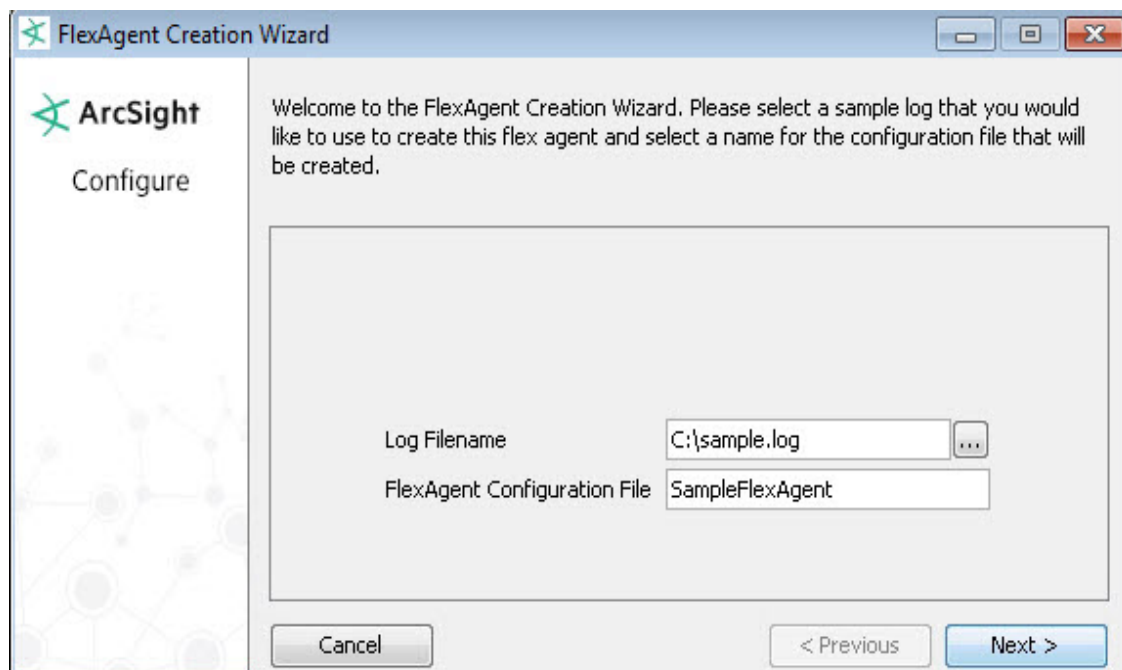 FlexAgent Creation Wizard
ArcSight
Configure
Welcome to the FlexAgent Creation Wizard. Please select a sample log that you would
like to use to create this flex agent and select a name for the configuration file that will
be created.
Log Filename C:\sample.log ...
FlexAgent Configuration File SampleFlexAgent
Cancel < Previous Next >